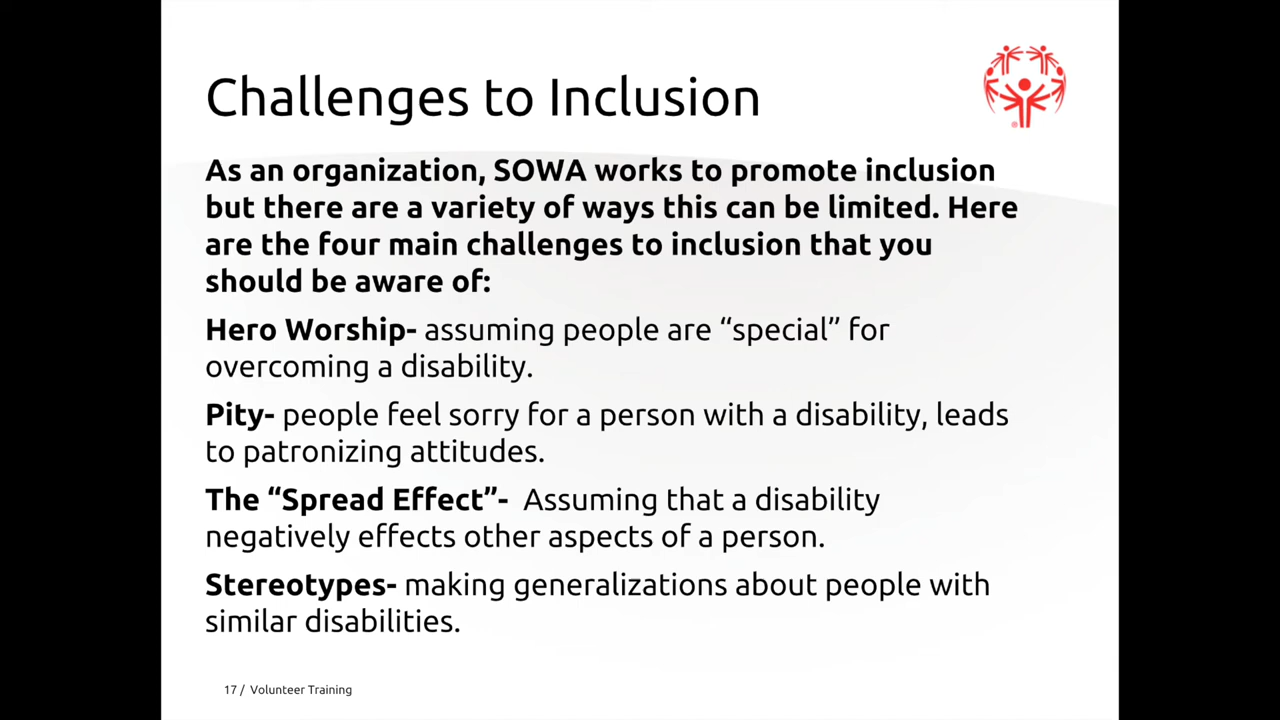 Challenges to Inclusion
As an organization, SOWA works to promote inclusion
but there are a variety of ways this can be limited. Here
are the four main challenges to inclusion that you
should be aware of:
Hero Worship- assuming people are “special” for
overcoming a disability.
Pity- people feel sorry for a person with a disability, leads
to patronizing attitudes.
The “Spread Effect”- Assuming that a disability
negatively effects other aspects of a person.
Stereotypes- making generalizations about people with
similar disabilities.
17 / Volunteer Training